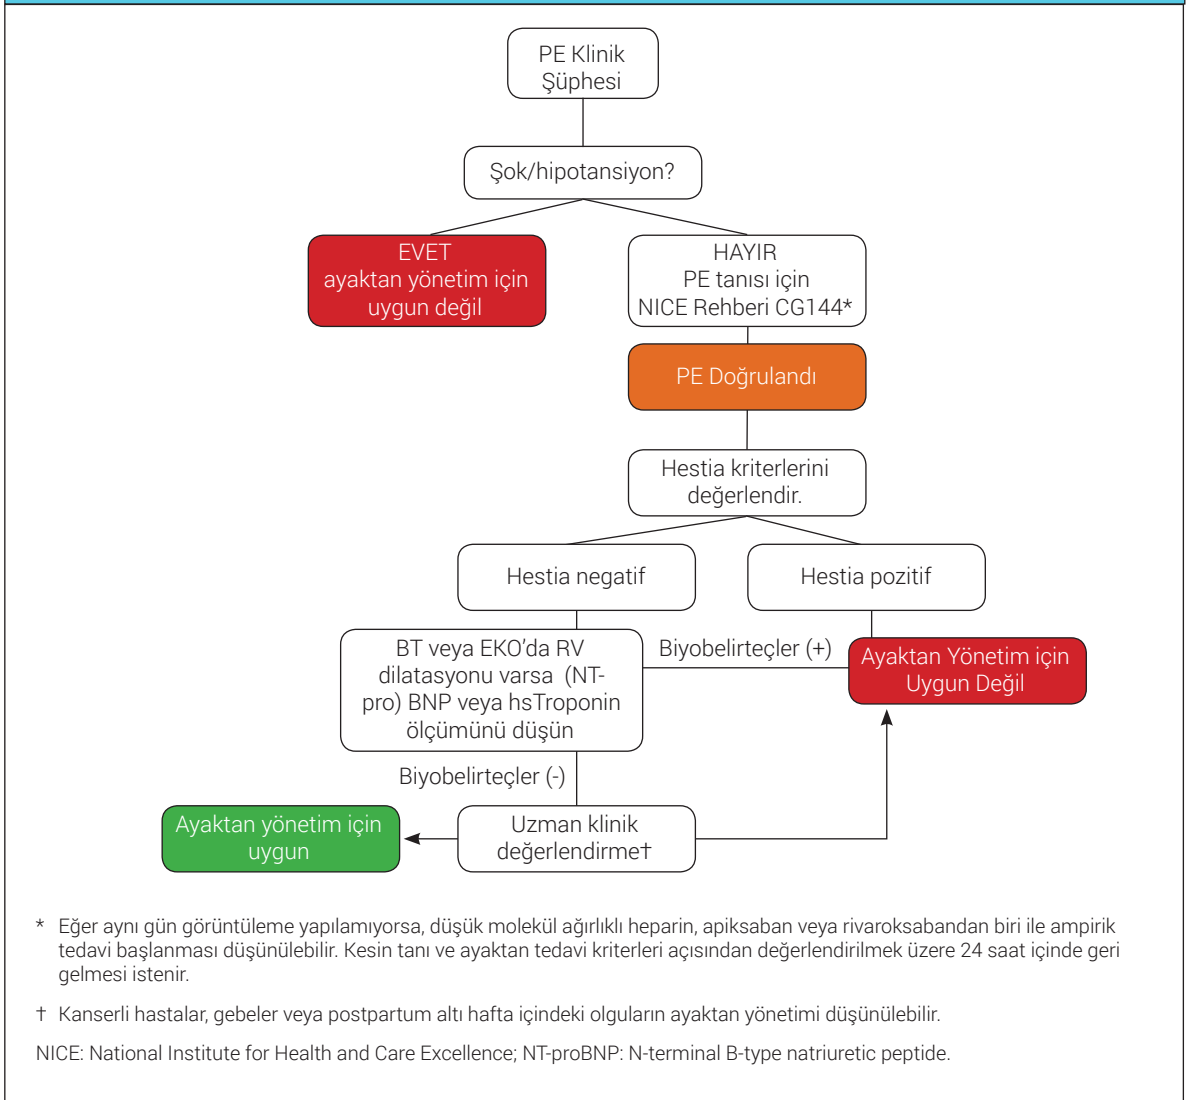 PE Klinik
Şüphesi
Şok/hipotansiyon?
EVET
ayaktan yönetim için
uygun değil
HAYIR
PE tanısı için
NICE Rehberi CG144*
PE Doğrulandı
Hestia kriterlerini
değerlendir.
Hestia negatif
Hestia pozitif
BT veya EKO’da RV
dilatasyonu varsa (NT-
pro) BNP veya hsTroponin
ölçümünü düşün
Biyobelirteçler (+)
Ayaktan Yönetim için
Uygun Değil
Biyobelirteçler (-)
Ayaktan yönetim için
uygun
Uzman klinik
değerlendirme†
* Eğer aynı gün görüntüleme yapılamıyorsa, düşük molekül ağırlıklı heparin, apiksaban veya rivaroksabandan biri ile ampirik
tedavi başlanması düşünülebilir. Kesin tanı ve ayaktan tedavi kriterleri açısından değerlendirilmek üzere 24 saat içinde geri
gelmesi istenir.
† Kanserli hastalar, gebeler veya postpartum altı hafta içindeki olguların ayaktan yönetimi düşünülebilir.
NICE: National Institute for Health and Care Excellence; NT-proBNP: N-terminal B-type natriuretic peptide.